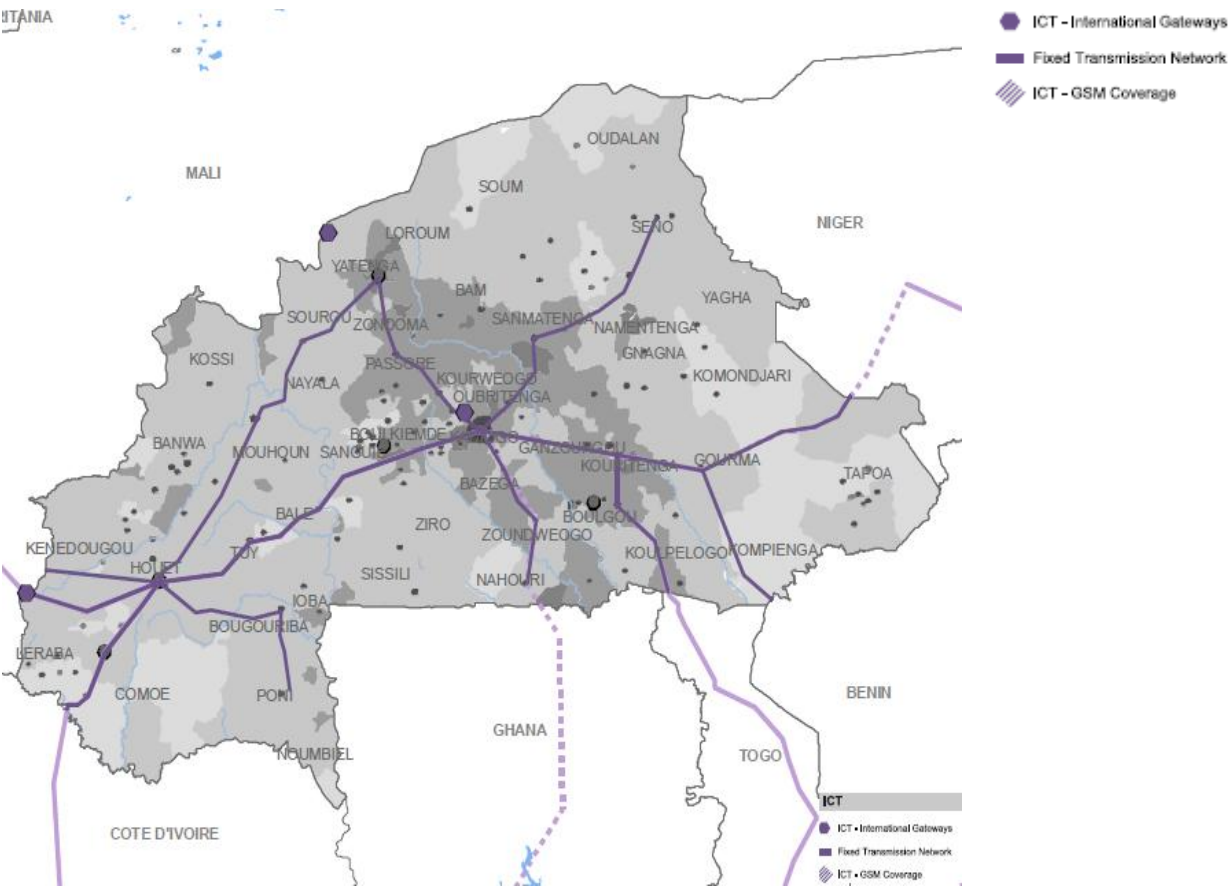 ITANIA
ICT - International Gateways
Fixed Transmission Network
ICT - GSM Coverage
OUDALAN
MALI
SOUM
NIGER
LOROUM
SENO
YATENGA
BAM
YAGHA
SOUROU
ZONDOMA
SANMATENGA
NAMENTENGA
GNAGNA
KOSSI
PASSORE
KOMONDJARI
NAYALA
KOURWEOGO
OUBRITENGA
BANWA
MOUHOUN
BOULKIEMDE
SANGUIE
GANZOURGOU
KOURITENGA
GOURMA
TAPOA
BAZEGA
BALE
ZIRO
BOULGOU
ZOUNDWEOGO
KENEDOUGOU
TUY
KOULPELOGO
KOMPIENGA
HOUET
SISSILI
NAHOURI
IOBA
BOUGOURIBA
LERABA
COMOE
PONI
BENIN
GHANA
NOUMBIEL
TOGO
COTE D'IVOIRE
ICT
ICT - International Gateways
Fixed Transmission Network
ICT - GSM Coverage